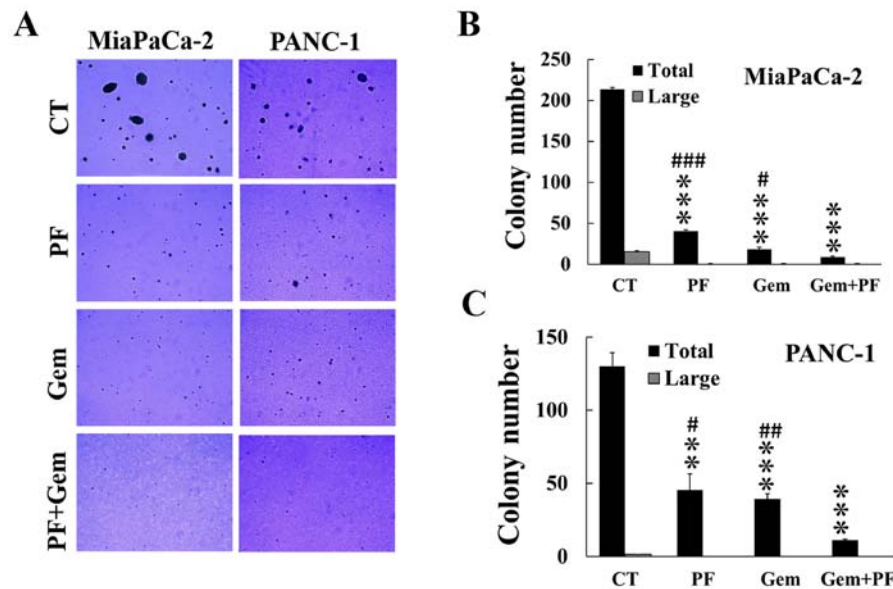 A
MiaPaCa-2 PANC-1
CT
PF
Gem
PF+Gem
B
MiaPaCa-2
Total
Large
Colony number
250
200
150
100
50
0
###
***
#
***
***
CT PF Gem Gem+PF
C
PANC-1
Total
Large
Colony number
150
100
50
0
#
**
##
***
***
CT PF Gem Gem+PF